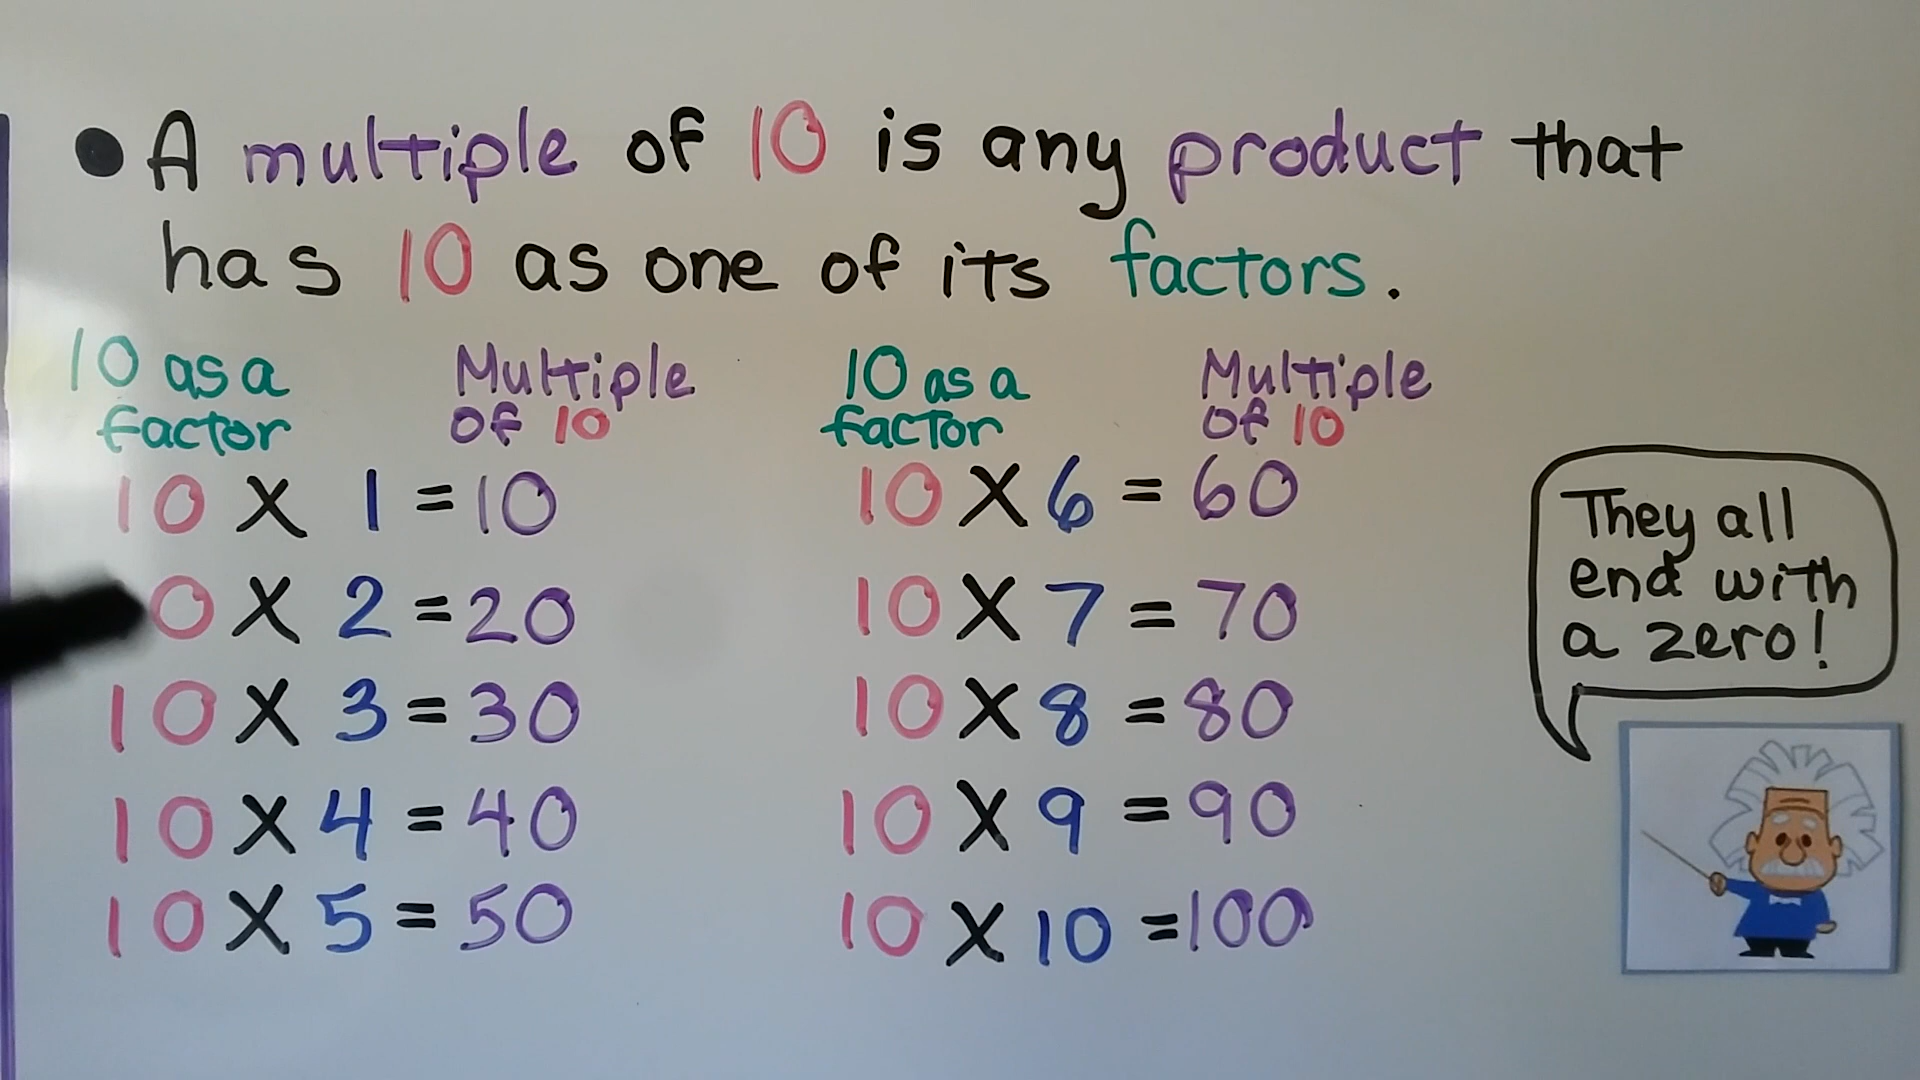 ● A multiple of 10 is any product that
has 10 as one of its factors.
10 as a factor
Multiple of 10
10 X 1 = 10
0 X 2 = 20
10 X 3 = 30
10 X 4 = 40
10 X 5 = 50
10 as a factor
Multiple of 10
10 X 6 = 60
10 X 7 = 70
10 X 8 = 80
10 X 9 = 90
10 X 10 = 100
They all
end with
a zero!